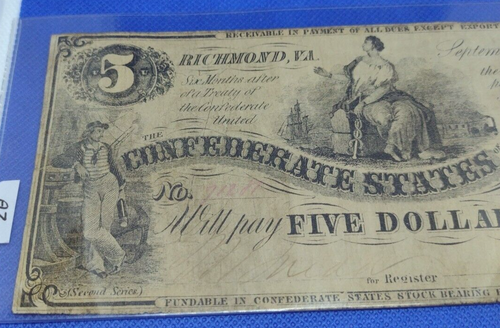 RECEIVABLE IN PAYMENT OF ALL DUES EXCEPT EXPOR
5
RICHMOND, VA.
Septem
Six Months after
the
of a Treaty of
the Confederate
United
THE
CONFEDERATE STATES
No.
Will pay FIVE DOLLA
for Register
(Second Series.)
FUNDABLE IN CONFEDERATE STATES STOCK BEARING